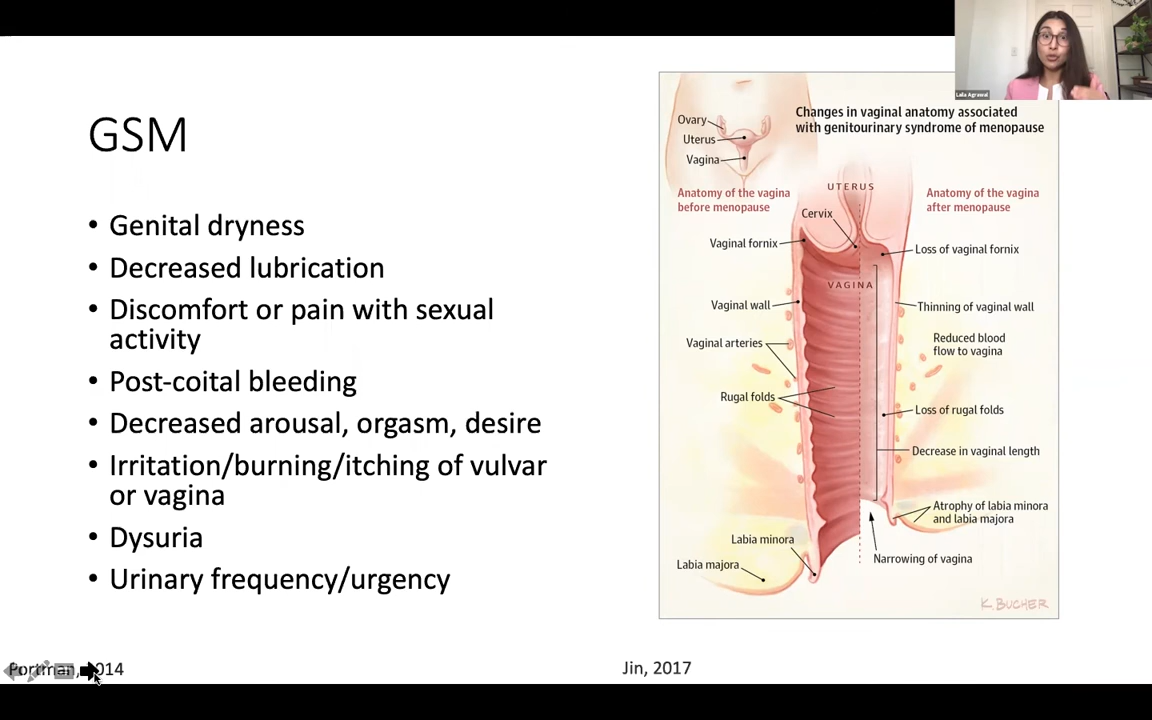 Laila Agrawal
GSM
• Genital dryness
• Decreased lubrication
• Discomfort or pain with sexual
activity
• Post-coital bleeding
• Decreased arousal, orgasm, desire
• Irritation/burning/itching of vulvar
or vagina
• Dysuria
• Urinary frequency/urgency
Changes in vaginal anatomy associated
with genitourinary syndrome of menopause
Ovary
Uterus
Vagina
Anatomy of the vagina
before menopause
UTERUS
Anatomy of the vagina
after menopause
Cervix
Vaginal fornix
Loss of vaginal fornix
VAGINA
Vaginal wall
Thinning of vaginal wall
Vaginal arteries
Reduced blood
flow to vagina
Rugal folds
Loss of rugal folds
Decrease in vaginal length
Atrophy of labia minora
and labia majora
Labia minora
Narrowing of vagina
Labia majora
K. BUCHER
Portman, 2014
Jin, 2017